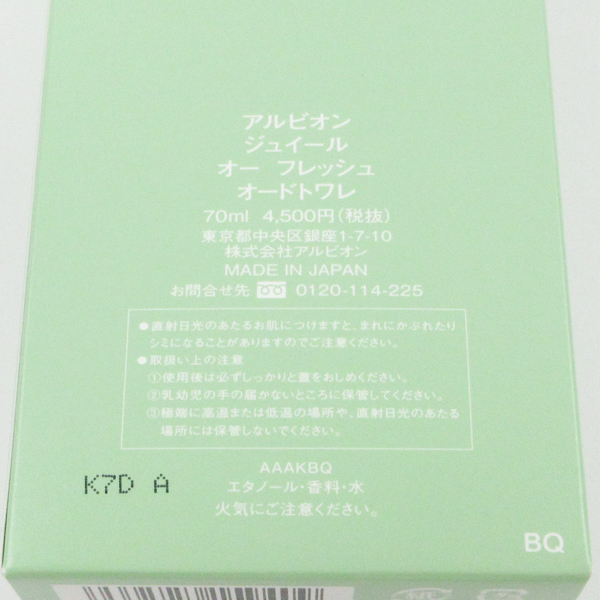 アルビオン
ジュイール
オー フレッシュ
オードトワレ
70ml 4,500円(税抜)
東京都中央区銀座1-7-10
株式会社アルビオン
MADE IN JAPAN
お問合せ先 0120-114-225
●直射日光のあたるお肌につけますと、まれにかぶれたり
シミになることがありますのでご注意ください。
●取扱い上の注意
①使用後は必ずしっかりと蓋をおしめください。
②乳幼児の手の届かないところに保管してください。
③極端に高温または低温の場所や、直射日光のあたる
場所には保管しないでください。
AAAKBQ
K7D A
エタノール・香料・水
火気にご注意ください。
BQ